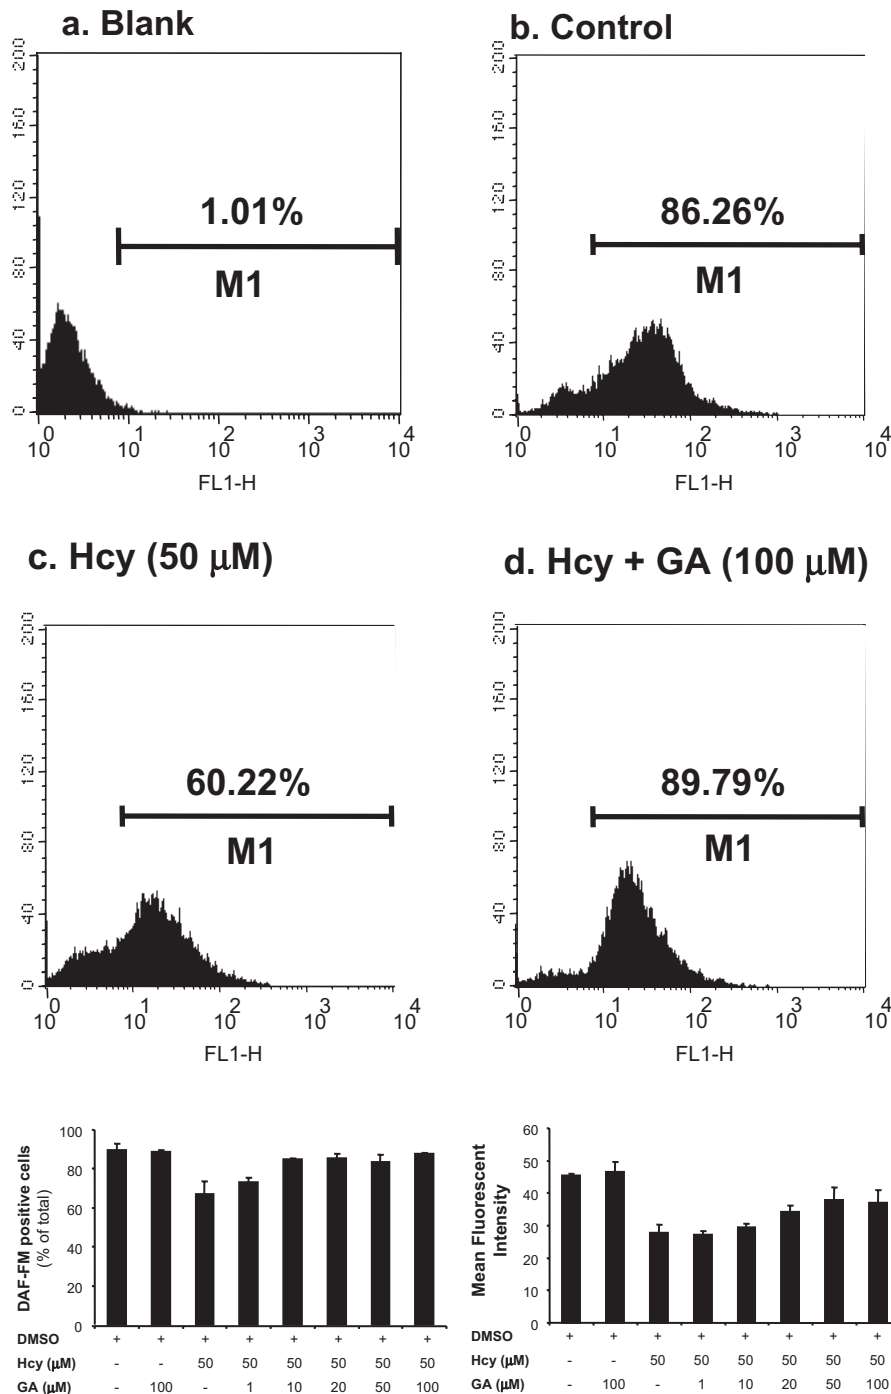 a. Blank
b. Control
200
160
120
80
40
0
1.01%
M1
10^0 10^1 10^2 10^3 10^4
FL1-H
200
160
120
80
40
0
86.26%
M1
10^0 10^1 10^2 10^3 10^4
FL1-H
c. Hcy (50 µM)
d. Hcy + GA (100 µM)
200
160
120
80
40
0
60.22%
M1
10^0 10^1 10^2 10^3 10^4
FL1-H
200
160
120
80
40
0
89.79%
M1
10^0 10^1 10^2 10^3 10^4
FL1-H
DAF-FM positive cells
(% of total)
100
80
60
40
20
0
DMSO + + + + + + + +
Hcy (µM) - - 50 50 50 50 50 50
GA (µM) - 100 - 1 10 20 50 100
Mean Fluorescent
Intensity
60
50
40
30
20
10
0
DMSO + + + + + + + +
Hcy (µM) - - 50 50 50 50 50 50
GA (µM) - 100 - 1 10 20 50 100